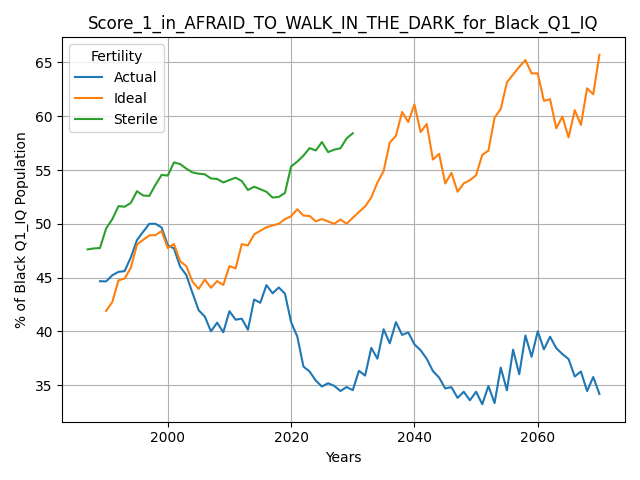 Score_1_in_AFRAID_TO_WALK_IN_THE_DARK_for_Black_Q1_IQ
Fertility
Actual
Ideal
Sterile
% of Black Q1_IQ Population
65
60
55
50
45
40
35
2000
2020
2040
2060
Years